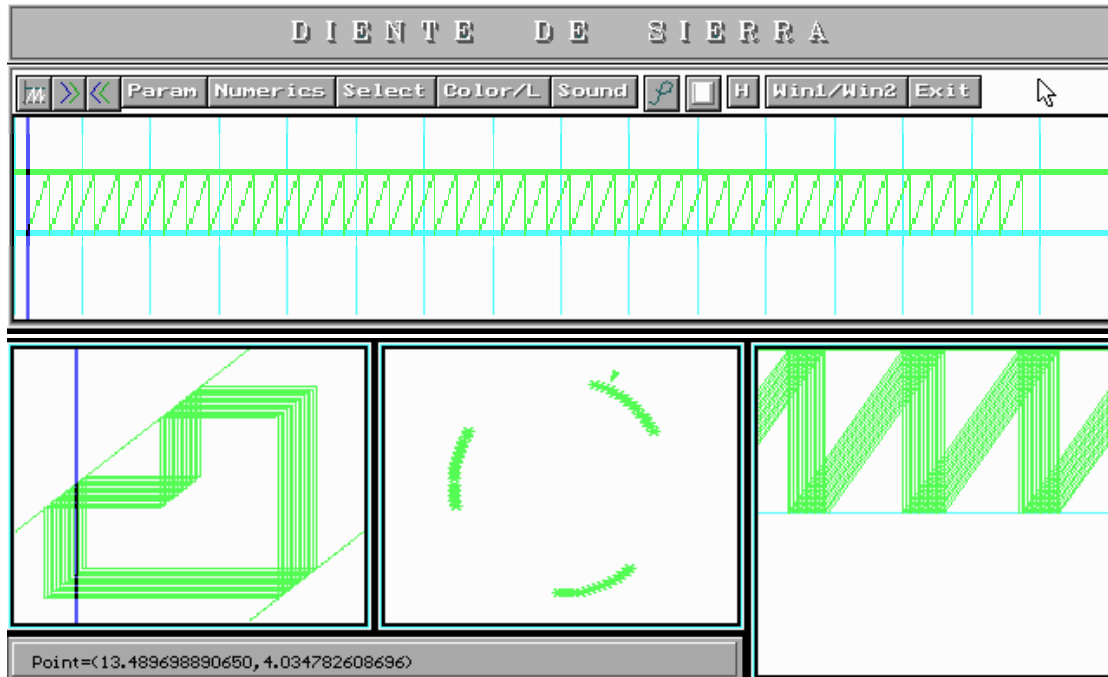 DIENTE DE SIERRA
Param Numerics Select Color/L Sound H Win1/Win2 Exit
Point=(13.489698890650,4.034782608696)